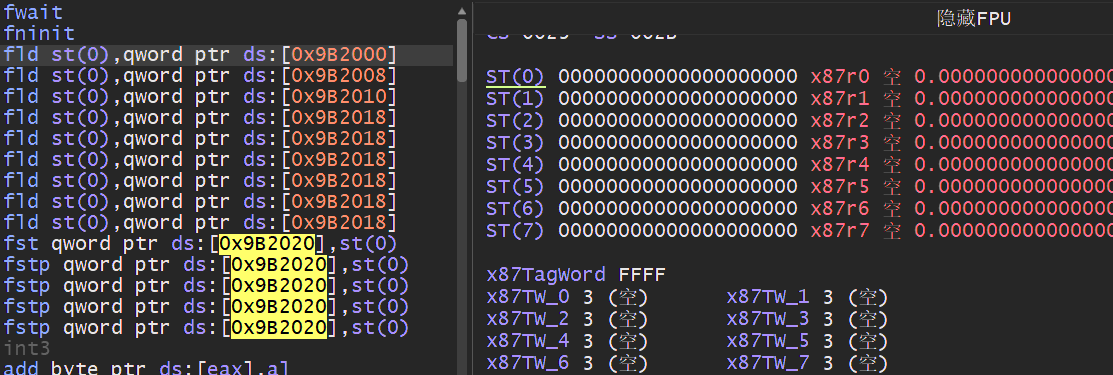 fwait
fninit
fld st(0),qword ptr ds:[0x9B2000]
fld st(0),qword ptr ds:[0x9B2008]
fld st(0),qword ptr ds:[0x9B2010]
fld st(0),qword ptr ds:[0x9B2018]
fld st(0),qword ptr ds:[0x9B2018]
fld st(0),qword ptr ds:[0x9B2018]
fld st(0),qword ptr ds:[0x9B2018]
fld st(0),qword ptr ds:[0x9B2018]
fld st(0),qword ptr ds:[0x9B2018]
fst qword ptr ds:[0x9B2020],st(0)
fstp qword ptr ds:[0x9B2020],st(0)
fstp qword ptr ds:[0x9B2020],st(0)
fstp qword ptr ds:[0x9B2020],st(0)
fstp qword ptr ds:[0x9B2020],st(0)
int3
add byte ptr ds:[eax],al
隐藏FPU
ST(0) 00000000000000000000 x87r0 空 0.000000000000000
ST(1) 00000000000000000000 x87r1 空 0.000000000000000
ST(2) 00000000000000000000 x87r2 空 0.000000000000000
ST(3) 00000000000000000000 x87r3 空 0.000000000000000
ST(4) 00000000000000000000 x87r4 空 0.000000000000000
ST(5) 00000000000000000000 x87r5 空 0.000000000000000
ST(6) 00000000000000000000 x87r6 空 0.000000000000000
ST(7) 00000000000000000000 x87r7 空 0.000000000000000
x87TagWord FFFF
x87TW_0 3 (空) x87TW_1 3 (空)
x87TW_2 3 (空) x87TW_3 3 (空)
x87TW_4 3 (空) x87TW_5 3 (空)
x87TW_6 3 (空) x87TW_7 3 (空)